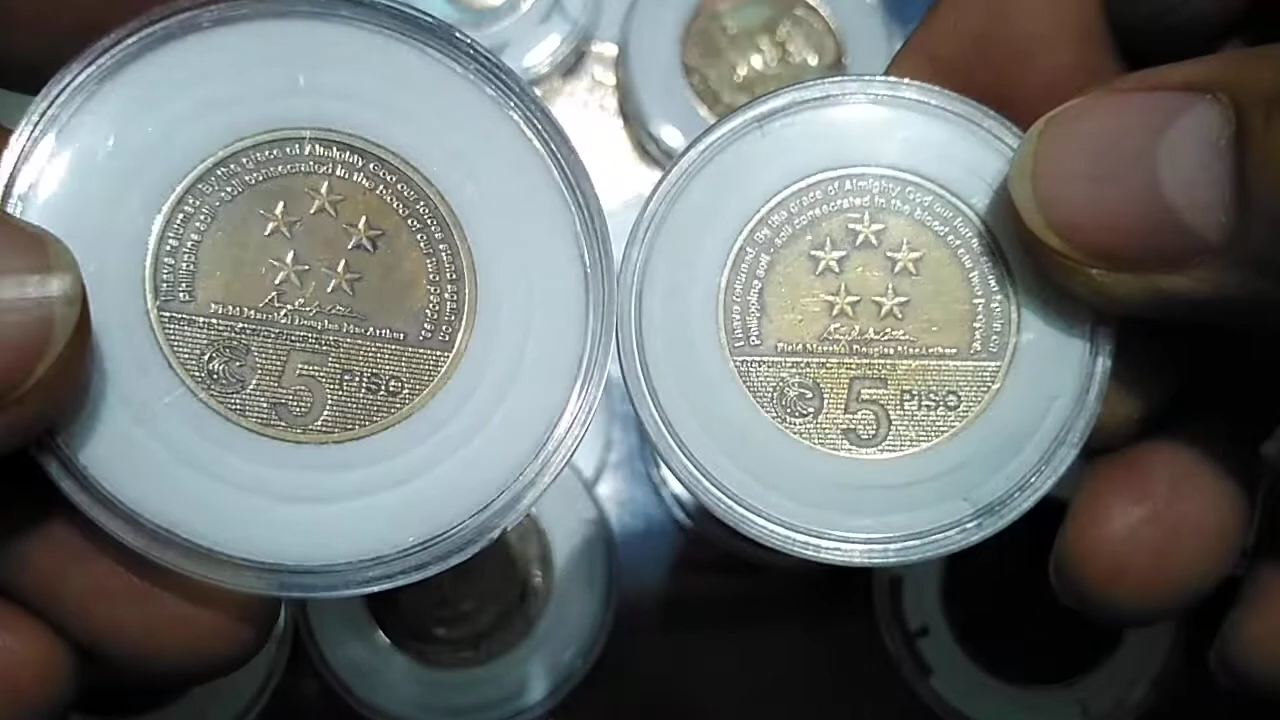 I have returned. By the grace of Almighty God our forces stand again on
Philippine soil - soil consecrated in the blood of our two peoples.
Field Marshal Douglas MacArthur
5 PISO
I have returned. By the grace of Almighty God our forces stand again on
Philippine soil - soil consecrated in the blood of our two peoples.
Field Marshal Douglas MacArthur
5 PISO